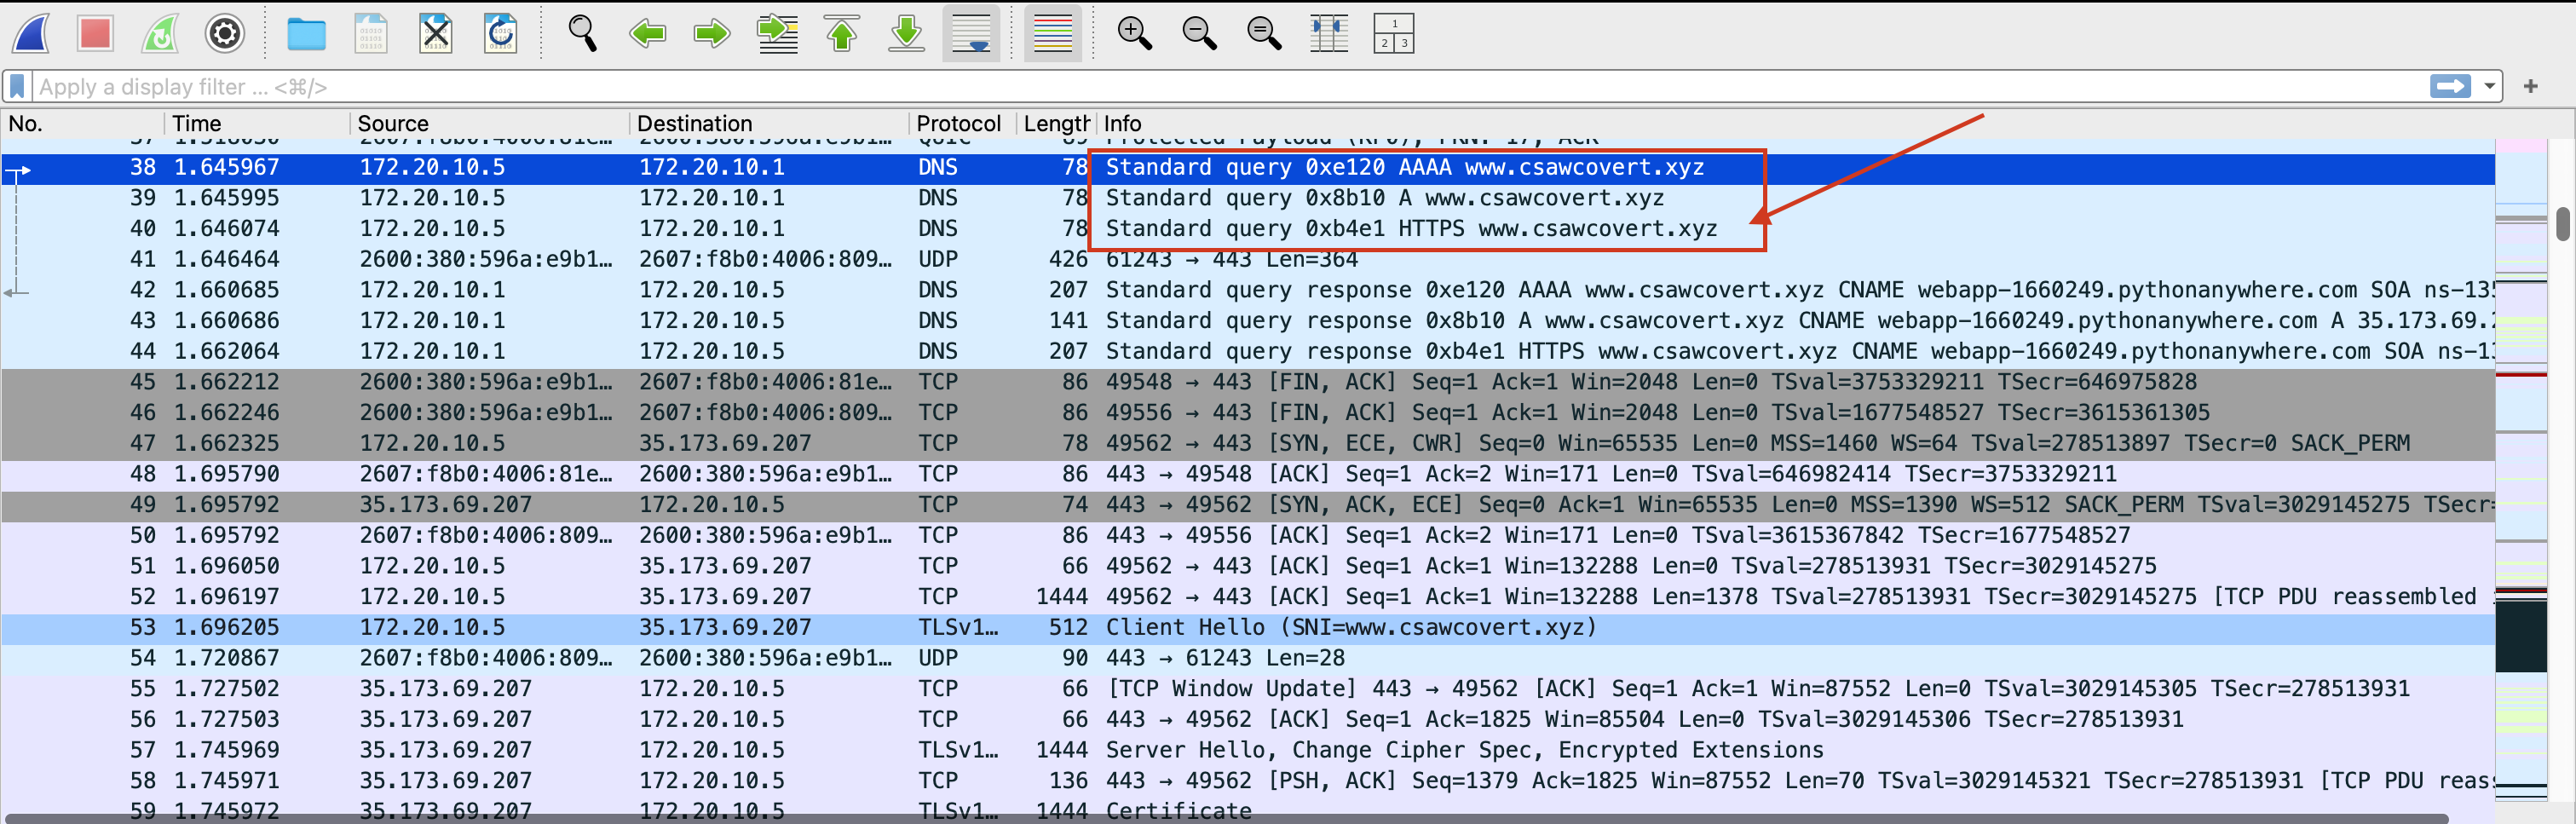 Apply a display filter ... <⌘/>
No. Time Source Destination Protocol Length Info
38 1.645967 172.20.10.5 172.20.10.1 DNS 78 Standard query 0xe120 AAAA www.csawcovert.xyz
39 1.645995 172.20.10.5 172.20.10.1 DNS 78 Standard query 0x8b10 A www.csawcovert.xyz
40 1.646074 172.20.10.5 172.20.10.1 DNS 78 Standard query 0xb4e1 HTTPS www.csawcovert.xyz
41 1.646464 2600:380:596a:e9b1… 2607:f8b0:4006:809… UDP 426 61243 → 443 Len=364
42 1.660685 172.20.10.1 172.20.10.5 DNS 207 Standard query response 0xe120 AAAA www.csawcovert.xyz CNAME webapp-1660249.pythonanywhere.com SOA ns-13
43 1.660686 172.20.10.1 172.20.10.5 DNS 141 Standard query response 0x8b10 A www.csawcovert.xyz CNAME webapp-1660249.pythonanywhere.com A 35.173.69.
44 1.662064 172.20.10.1 172.20.10.5 DNS 207 Standard query response 0xb4e1 HTTPS www.csawcovert.xyz CNAME webapp-1660249.pythonanywhere.com SOA ns-1
45 1.662212 2600:380:596a:e9b1… 2607:f8b0:4006:81e… TCP 86 49548 → 443 [FIN, ACK] Seq=1 Ack=1 Win=2048 Len=0 TSval=3753329211 TSecr=646975828
46 1.662246 2600:380:596a:e9b1… 2607:f8b0:4006:809… TCP 86 49556 → 443 [FIN, ACK] Seq=1 Ack=1 Win=2048 Len=0 TSval=1677548527 TSecr=3615361305
47 1.662325 172.20.10.5 35.173.69.207 TCP 78 49562 → 443 [SYN, ECE, CWR] Seq=0 Win=65535 Len=0 MSS=1460 WS=64 TSval=278513897 TSecr=0 SACK_PERM
48 1.695790 2607:f8b0:4006:81e… 2600:380:596a:e9b1… TCP 86 443 → 49548 [ACK] Seq=1 Ack=2 Win=171 Len=0 TSval=646982414 TSecr=3753329211
49 1.695792 35.173.69.207 172.20.10.5 TCP 74 443 → 49562 [SYN, ACK, ECE] Seq=0 Ack=1 Win=65535 Len=0 MSS=1390 WS=512 SACK_PERM TSval=3029145275 TSecr=
50 1.695792 2607:f8b0:4006:809… 2600:380:596a:e9b1… TCP 86 443 → 49556 [ACK] Seq=1 Ack=2 Win=171 Len=0 TSval=3615367842 TSecr=1677548527
51 1.696050 172.20.10.5 35.173.69.207 TCP 66 49562 → 443 [ACK] Seq=1 Ack=1 Win=132288 Len=0 TSval=278513931 TSecr=3029145275
52 1.696197 172.20.10.5 35.173.69.207 TCP 1444 49562 → 443 [ACK] Seq=1 Ack=1 Win=132288 Len=1378 TSval=278513931 TSecr=3029145275 [TCP PDU reassembled
53 1.696205 172.20.10.5 35.173.69.207 TLSv1… 512 Client Hello (SNI=www.csawcovert.xyz)
54 1.720867 2607:f8b0:4006:809… 2600:380:596a:e9b1… UDP 90 443 → 61243 Len=28
55 1.727502 35.173.69.207 172.20.10.5 TCP 66 [TCP Window Update] 443 → 49562 [ACK] Seq=1 Ack=1 Win=87552 Len=0 TSval=3029145305 TSecr=278513931
56 1.727503 35.173.69.207 172.20.10.5 TCP 66 443 → 49562 [ACK] Seq=1 Ack=1825 Win=85504 Len=0 TSval=3029145306 TSecr=278513931
57 1.745969 35.173.69.207 172.20.10.5 TLSv1… 1444 Server Hello, Change Cipher Spec, Encrypted Extensions
58 1.745971 35.173.69.207 172.20.10.5 TCP 136 443 → 49562 [PSH, ACK] Seq=1379 Ack=1825 Win=87552 Len=70 TSval=3029145321 TSecr=278513931 [TCP PDU reas
59 1.745972 35.173.69.207 172.20.10.5 TLSv1… 1444 Certificate